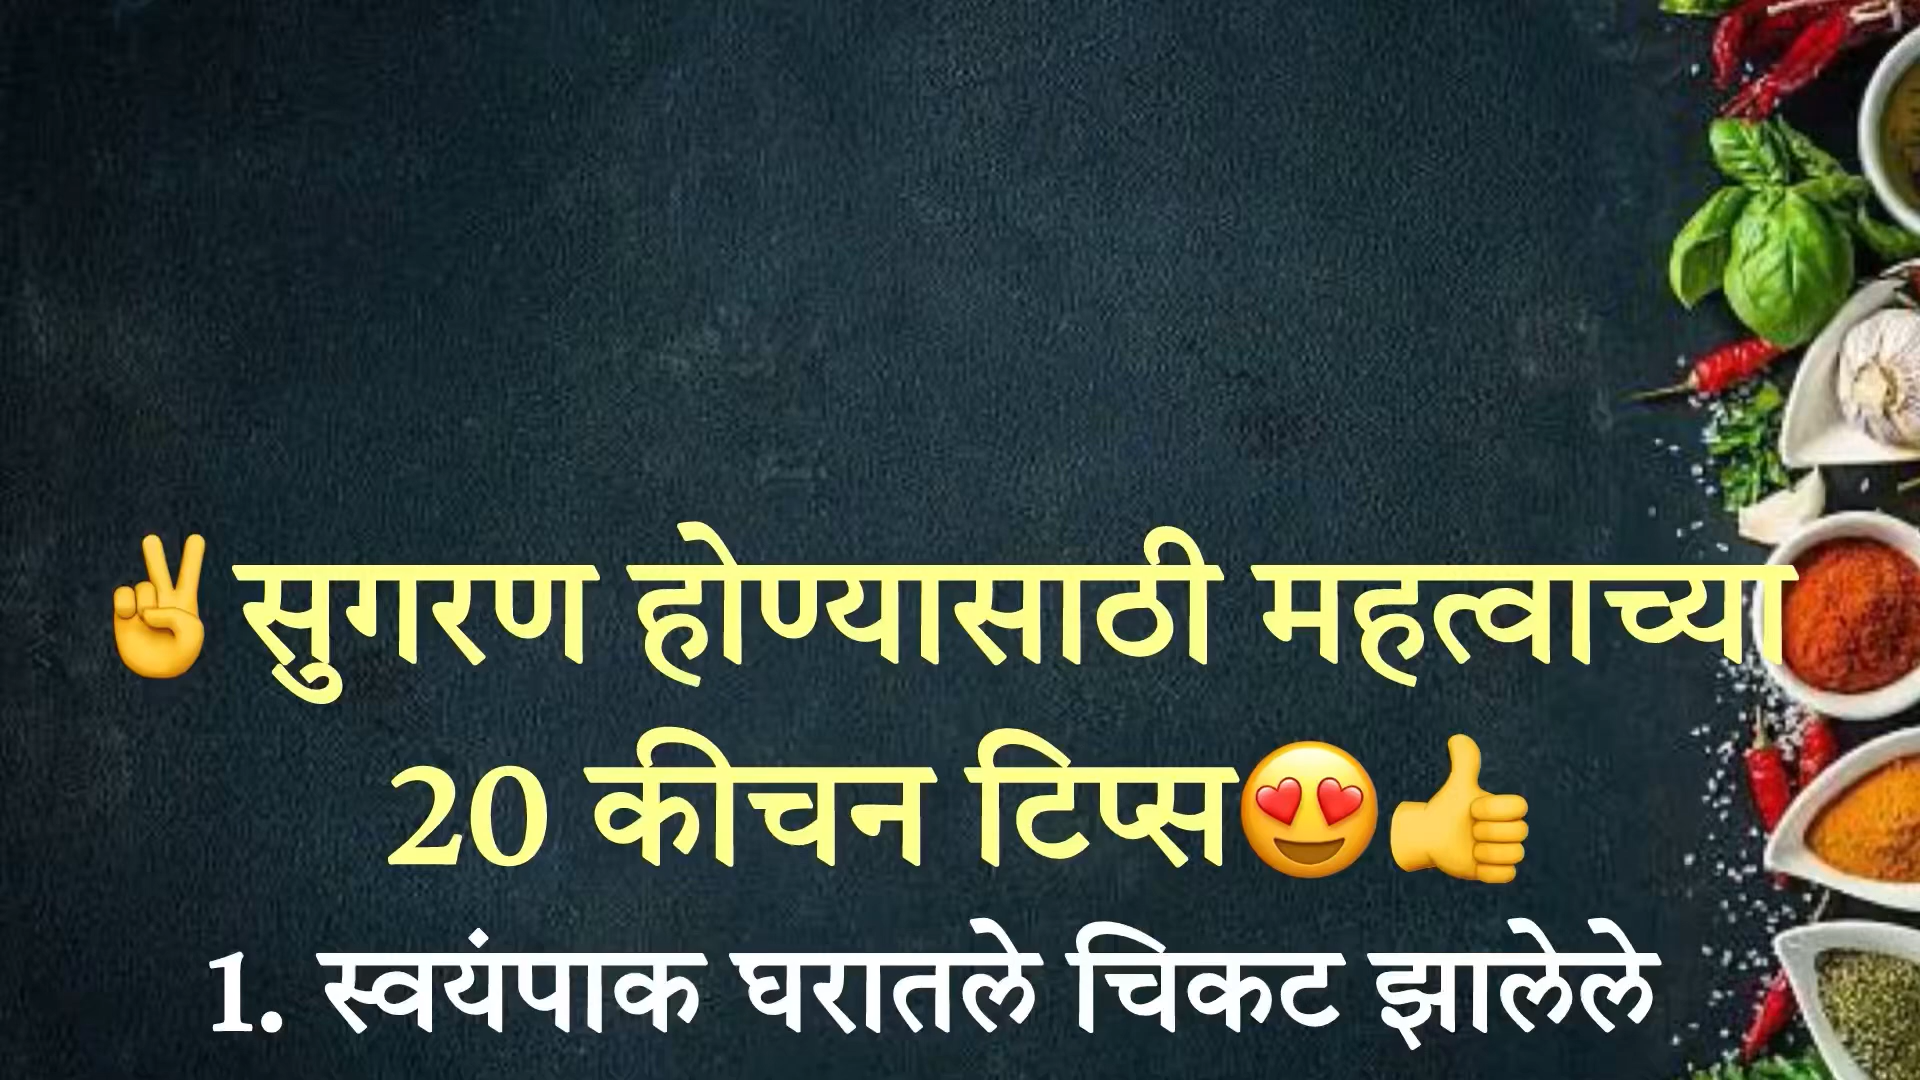 ✌️सुगरण होण्यासाठी महत्वाच्या
20 कीचन टिप्स😍👍
1. स्वयंपाक घरातले चिकट झालेले